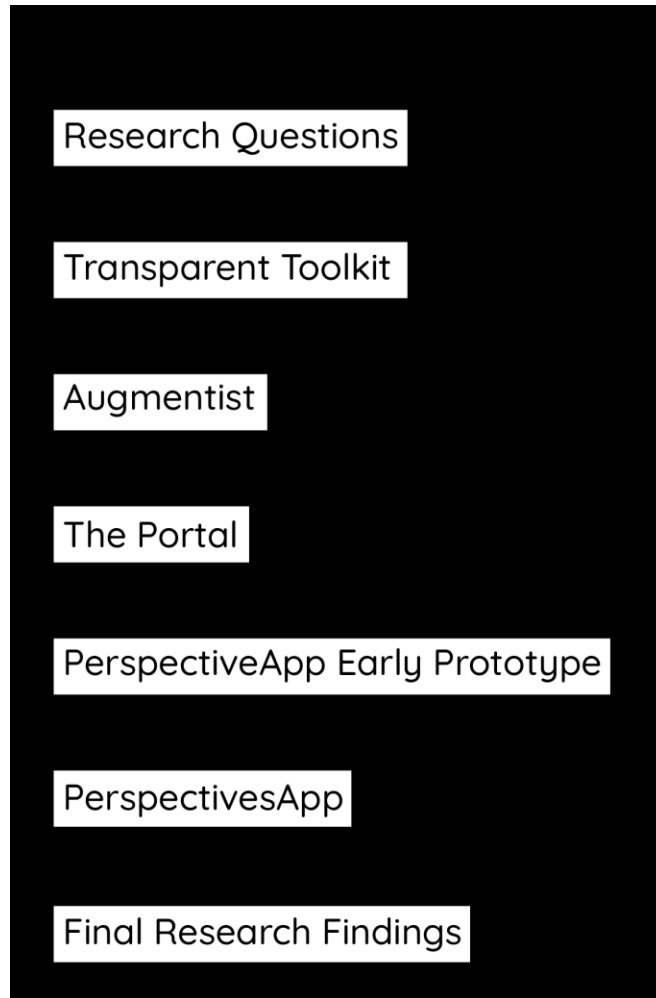 Research Questions
Transparent Toolkit
Augmentist
The Portal
PerspectiveApp Early Prototype
PerspectivesApp
Final Research Findings